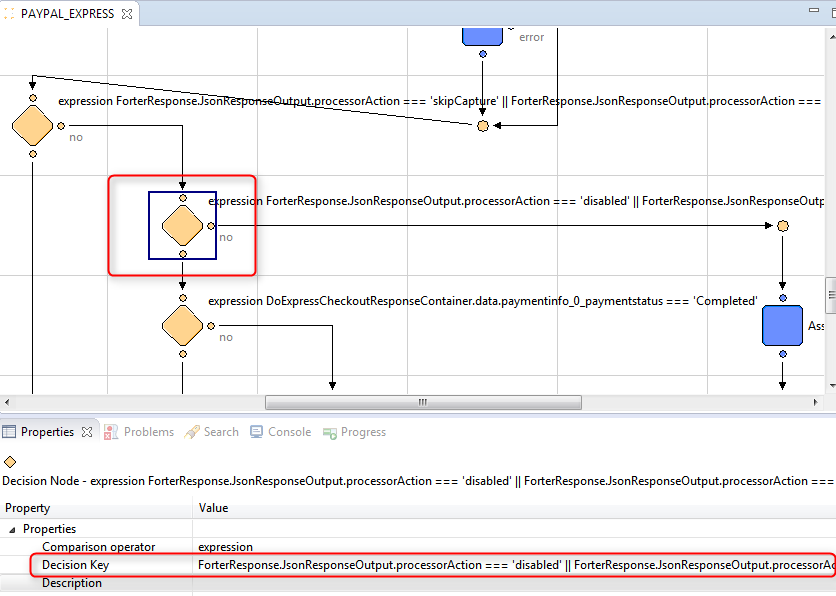 PAYPAL_EXPRESS
error
expression ForterResponse.JsonResponseOutput.processorAction === 'skipCapture' || ForterResponse.JsonResponseOutput.processorAction ===
no
expression ForterResponse.JsonResponseOutput.processorAction === 'disabled' || ForterResponse.JsonResponseOutp
no
expression DoExpressCheckoutResponseContainer.data.paymentinfo_0_paymentstatus === 'Completed'
no
Ass
Properties Problems Search Console Progress
Decision Node - expression ForterResponse.JsonResponseOutput.processorAction === 'disabled' || ForterResponse.JsonResponseOutput.processorAction ===
Property Value
Properties
Comparison operator expression
Decision Key ForterResponse.JsonResponseOutput.processorAction === 'disabled' || ForterResponse.JsonResponseOutput.processorAc
Description